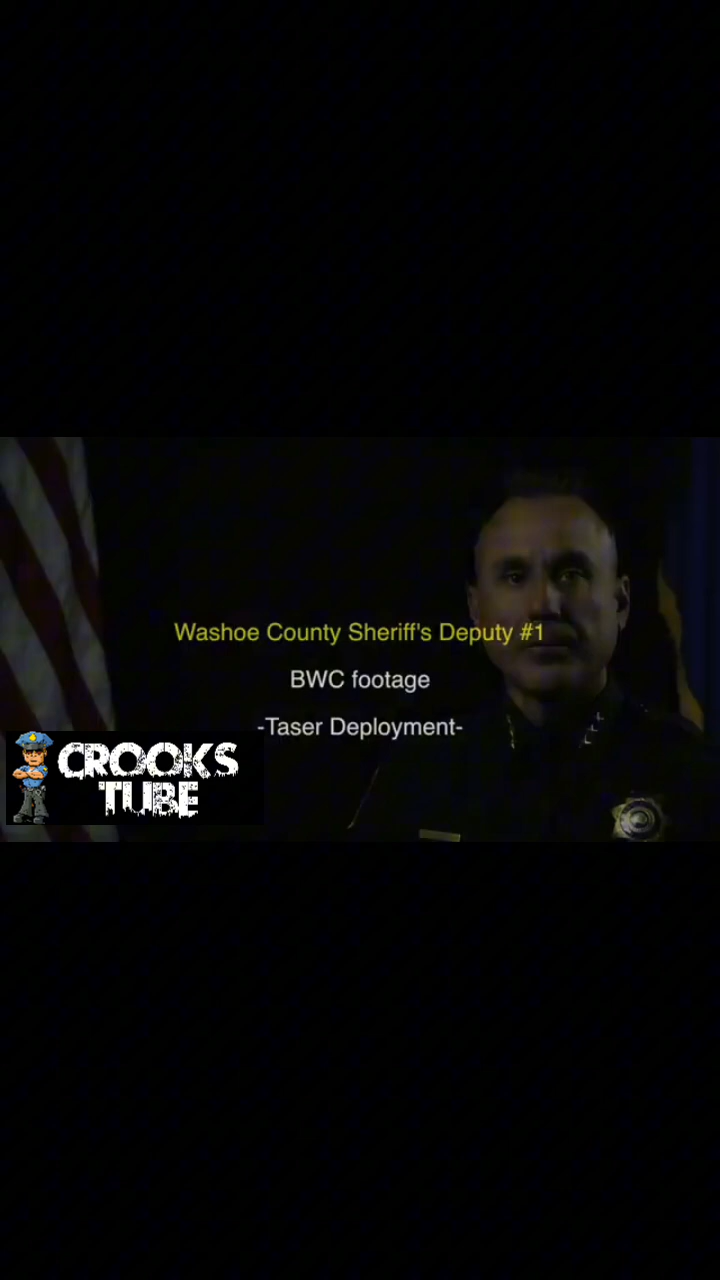 Washoe County Sheriff's Deputy #1
BWC footage
-Taser Deployment-
CROOKS
TUBE